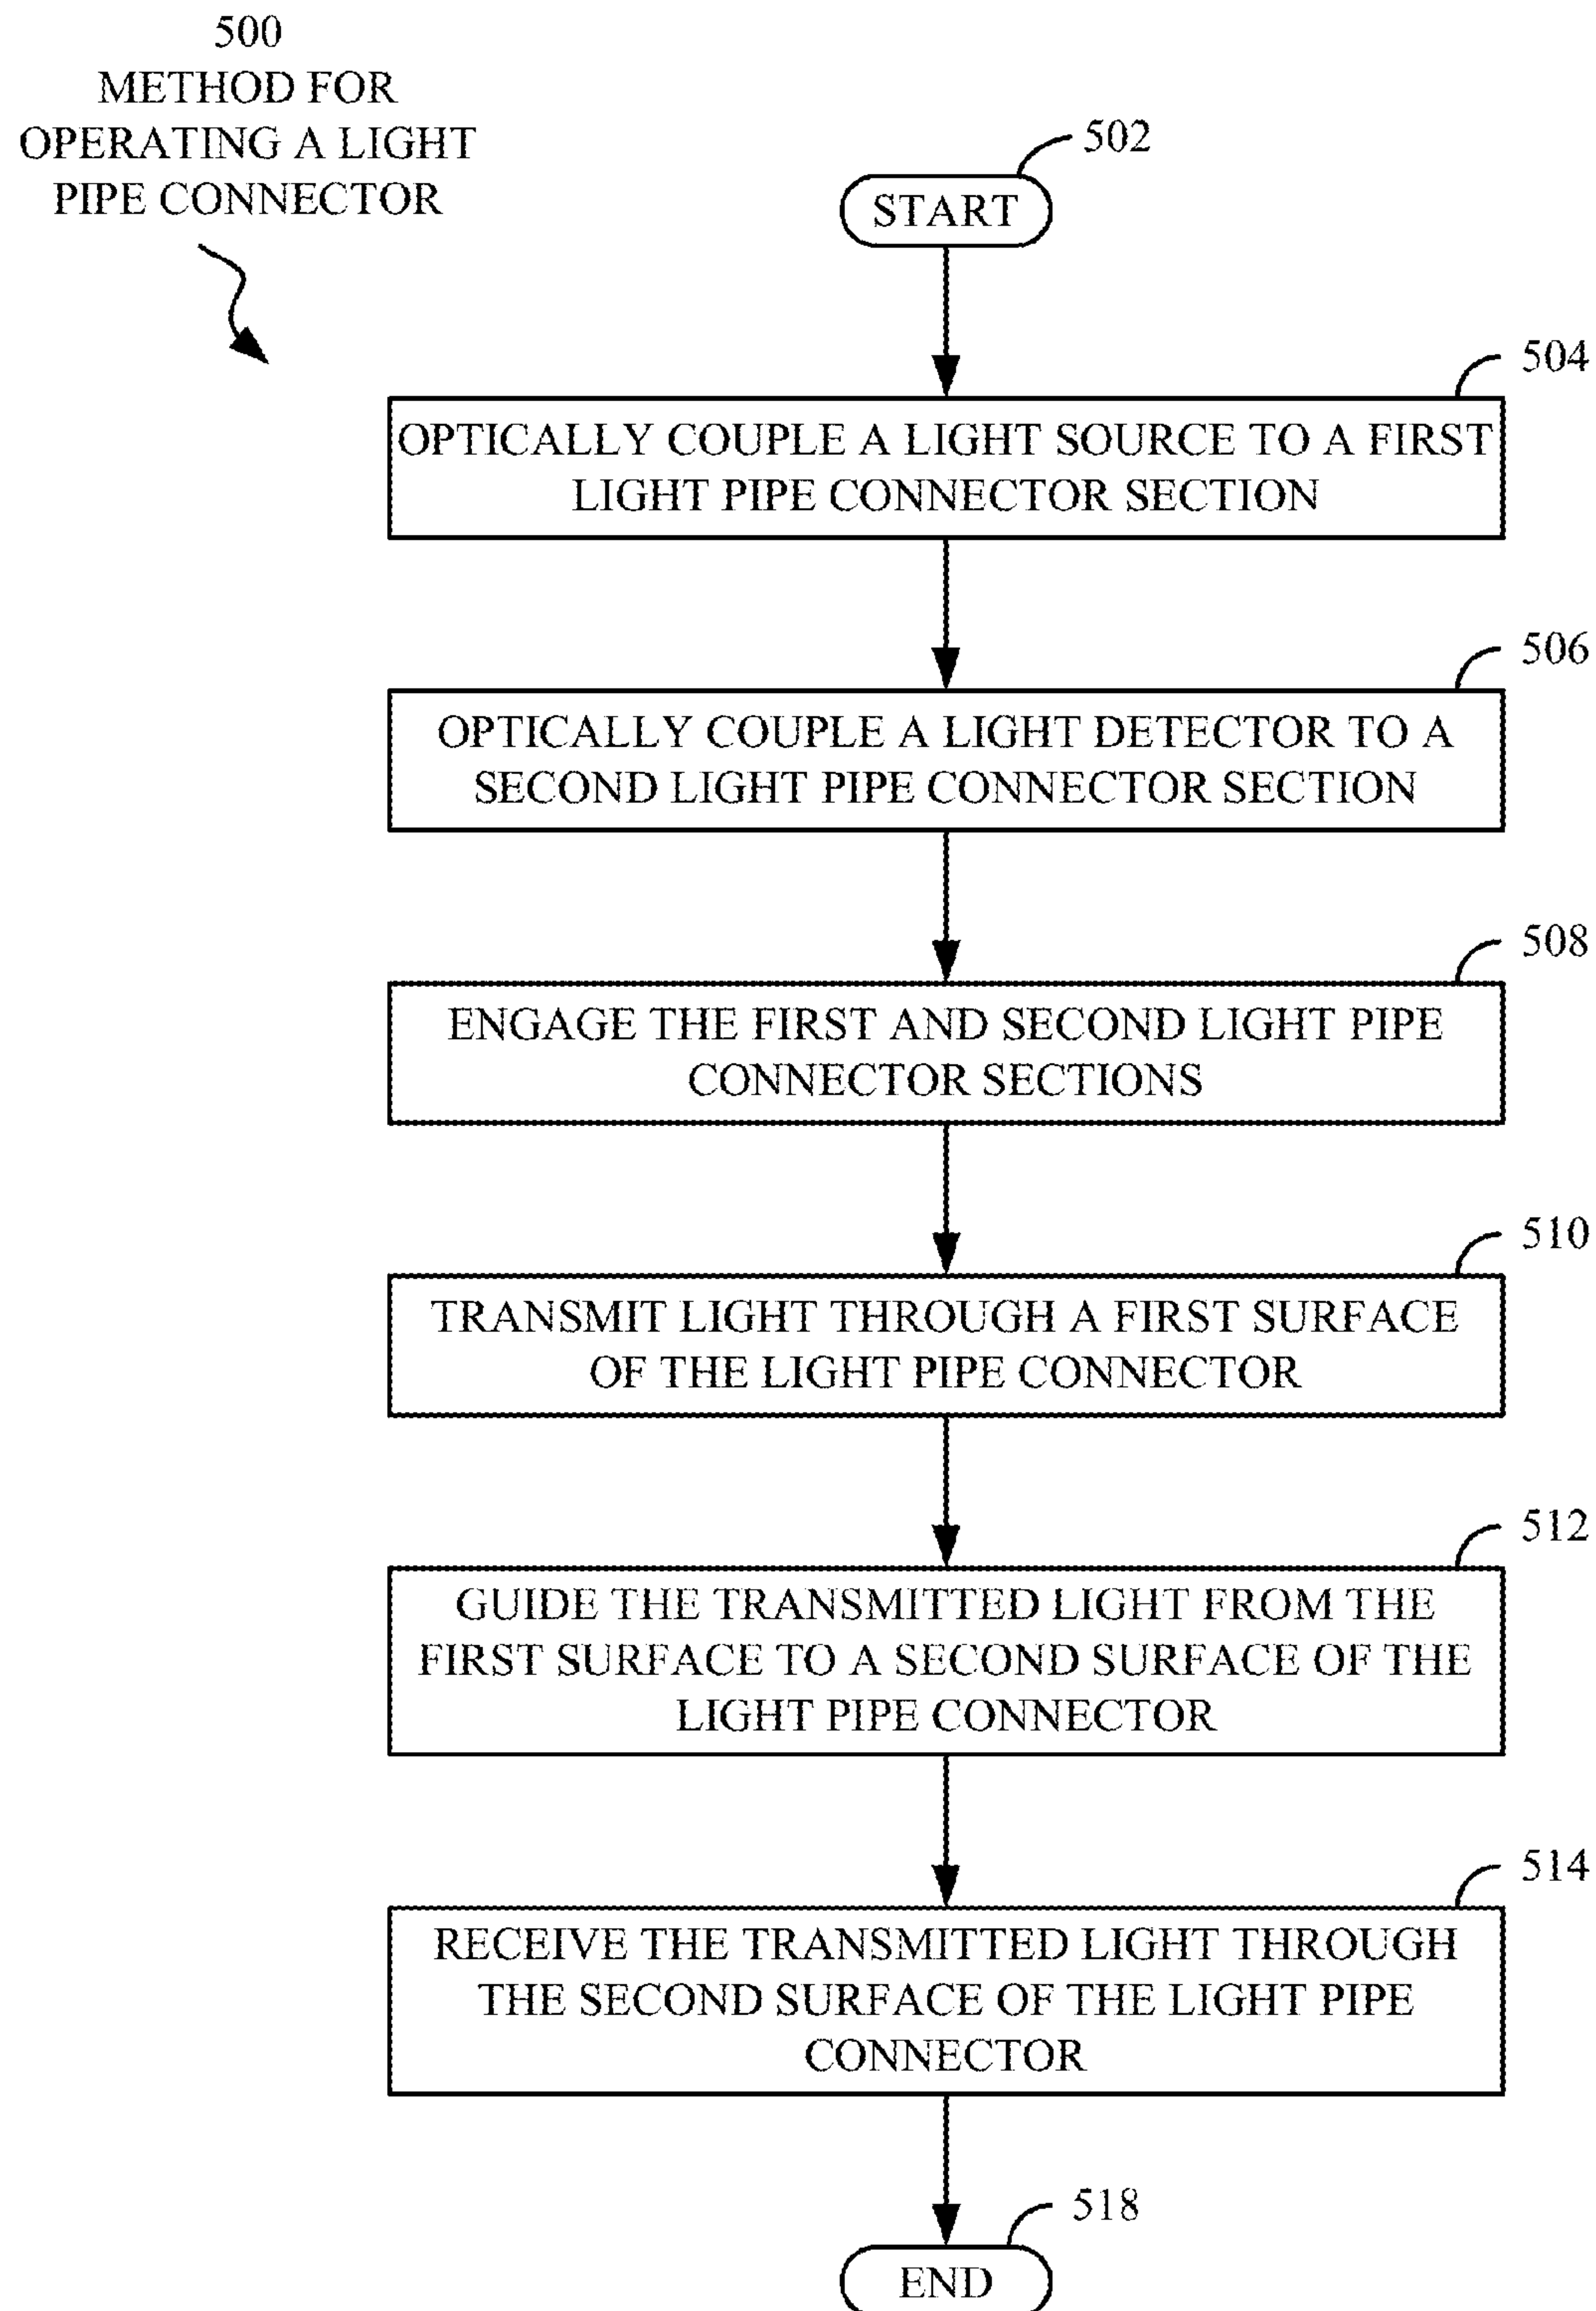 500
METHOD FOR
OPERATING A LIGHT
PIPE CONNECTOR
502
START
504
OPTICALLY COUPLE A LIGHT SOURCE TO A FIRST
LIGHT PIPE CONNECTOR SECTION
506
OPTICALLY COUPLE A LIGHT DETECTOR TO A
SECOND LIGHT PIPE CONNECTOR SECTION
508
ENGAGE THE FIRST AND SECOND LIGHT PIPE
CONNECTOR SECTIONS
510
TRANSMIT LIGHT THROUGH A FIRST SURFACE
OF THE LIGHT PIPE CONNECTOR
512
GUIDE THE TRANSMITTED LIGHT FROM THE
FIRST SURFACE TO A SECOND SURFACE OF THE
LIGHT PIPE CONNECTOR
514
RECEIVE THE TRANSMITTED LIGHT THROUGH
THE SECOND SURFACE OF THE LIGHT PIPE
CONNECTOR
518
END